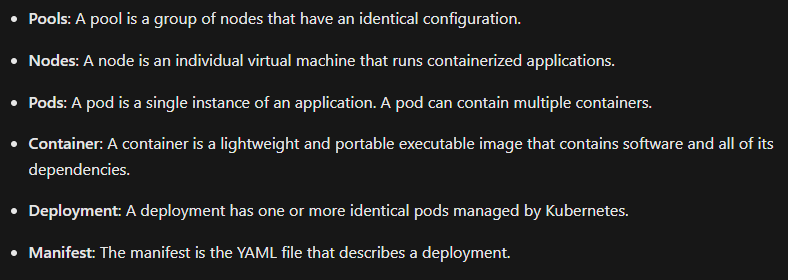 • Pools: A pool is a group of nodes that have an identical configuration.
• Nodes: A node is an individual virtual machine that runs containerized applications.
• Pods: A pod is a single instance of an application. A pod can contain multiple containers.
• Container: A container is a lightweight and portable executable image that contains software and all of its
dependencies.
• Deployment: A deployment has one or more identical pods managed by Kubernetes.
• Manifest: The manifest is the YAML file that describes a deployment.